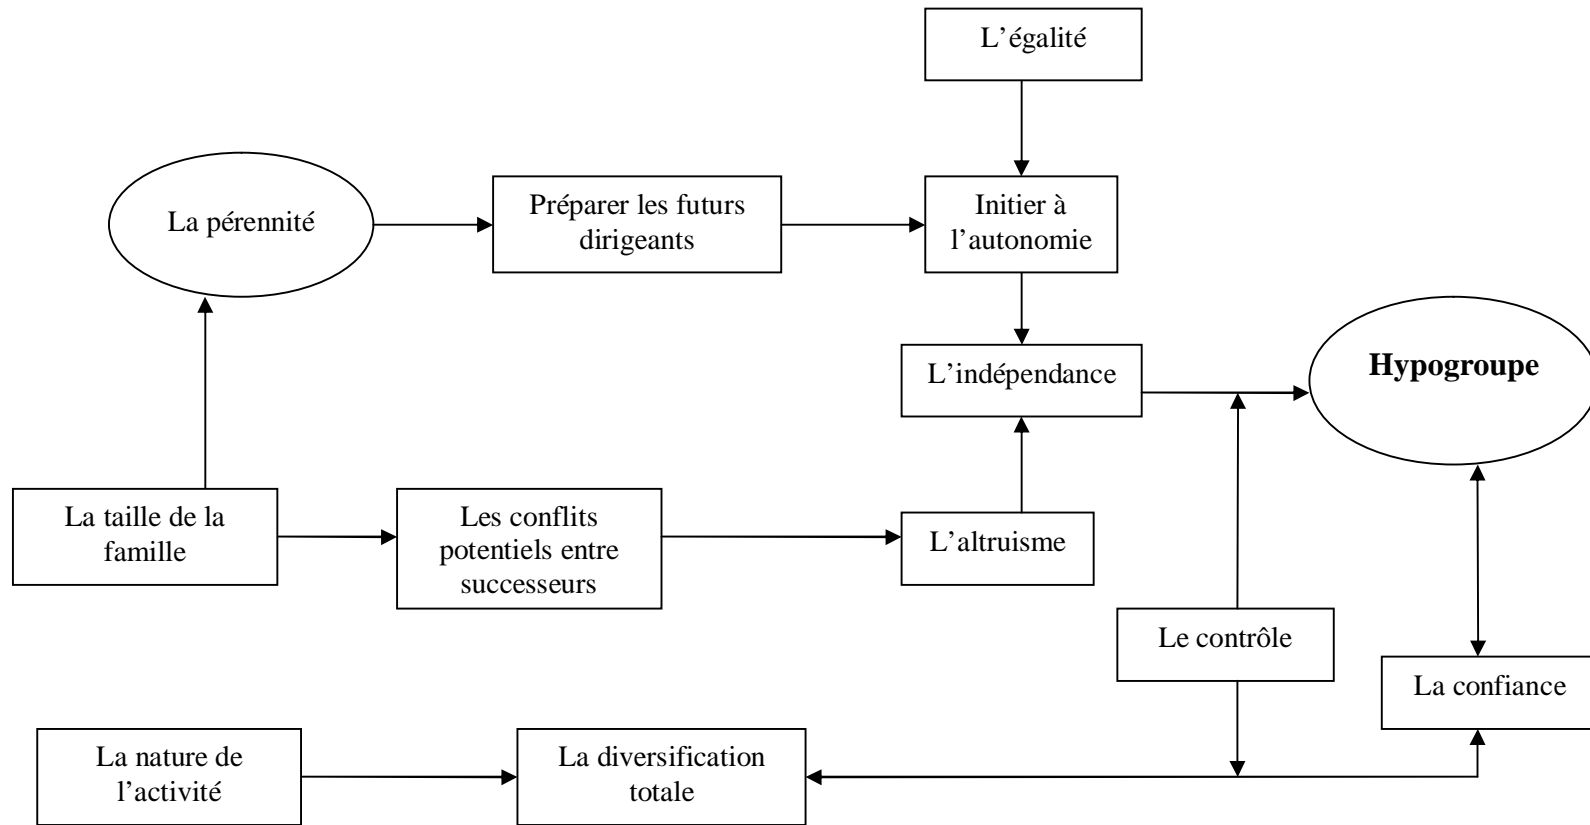 L’égalité
La pérennité
Préparer les futurs
dirigeants
Initier à
l’autonomie
L’indépendance
Hypogroupe
La taille de la
famille
Les conflits
potentiels entre
successeurs
L’altruisme
Le contrôle
La confiance
La nature de
l’activité
La diversification
totale